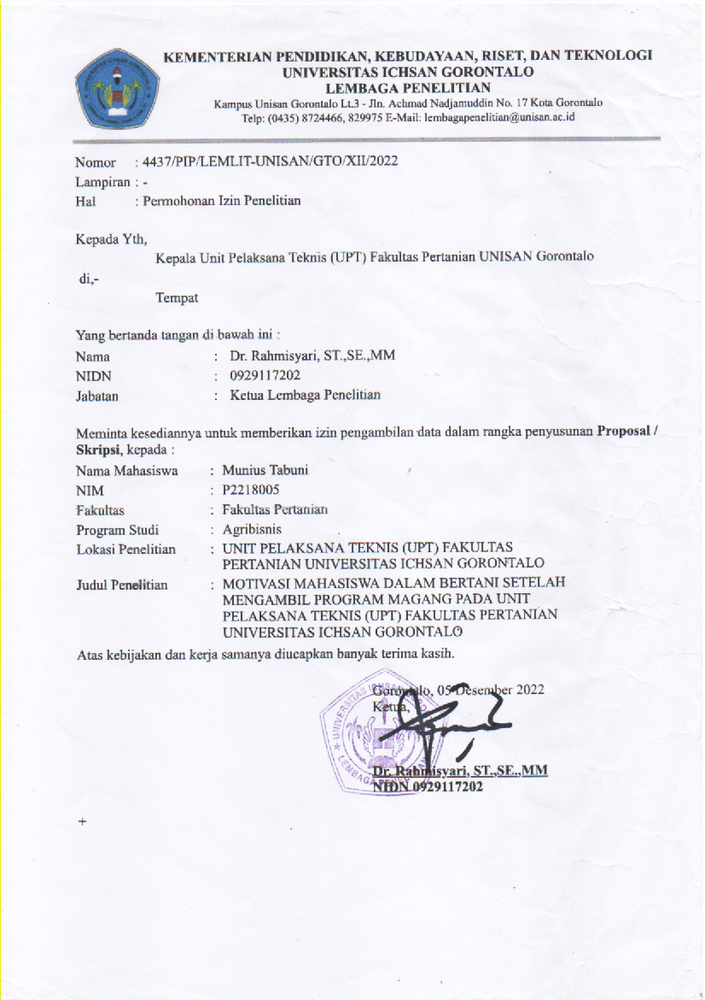 KEMENTERIAN PENDIDIKAN, KEBUDAYAAN, RISET, DAN TEKNOLOGI
UNIVERSITAS ICHSAN GORONTALO
LEMBAGA PENELITIAN
Kampus Unisan Gorontalo Lt.3 - Jln. Achmad Nadjamuddin No. 17 Kota Gorontalo
Telp: (0435) 8724466, 829975 E-Mail: lembagapenelitian@unisan.ac.id
Nomor : 4437/PIP/LEMLIT-UNISAN/GTO/XII/2022
Lampiran : -
Hal : Permohonan Izin Penelitian
Kepada Yth,
Kepala Unit Pelaksana Teknis (UPT) Fakultas Pertanian UNISAN Gorontalo
di,-
Tempat
Yang bertanda tangan di bawah ini :
Nama : Dr. Rahmisyari, ST.,SE.,MM
NIDN : 0929117202
Jabatan : Ketua Lembaga Penelitian
Meminta kesediannya untuk memberikan izin pengambilan data dalam rangka penyusunan Proposal /
Skripsi, kepada :
Nama Mahasiswa : Munius Tabuni
NIM : P2218005
Fakultas : Fakultas Pertanian
Program Studi : Agribisnis
Lokasi Penelitian : UNIT PELAKSANA TEKNIS (UPT) FAKULTAS
PERTANIAN UNIVERSITAS ICHSAN GORONTALO
Judul Penelitian : MOTIVASI MAHASISWA DALAM BERTANI SETELAH
MENGAMBIL PROGRAM MAGANG PADA UNIT
PELAKSANA TEKNIS (UPT) FAKULTAS PERTANIAN
UNIVERSITAS ICHSAN GORONTALO
Atas kebijakan dan kerja samanya diucapkan banyak terima kasih.
Gorontalo, 05 Desember 2022
Ketua,
Dr. Rahmisyari, ST.,SE.,MM
NIDN 0929117202
+